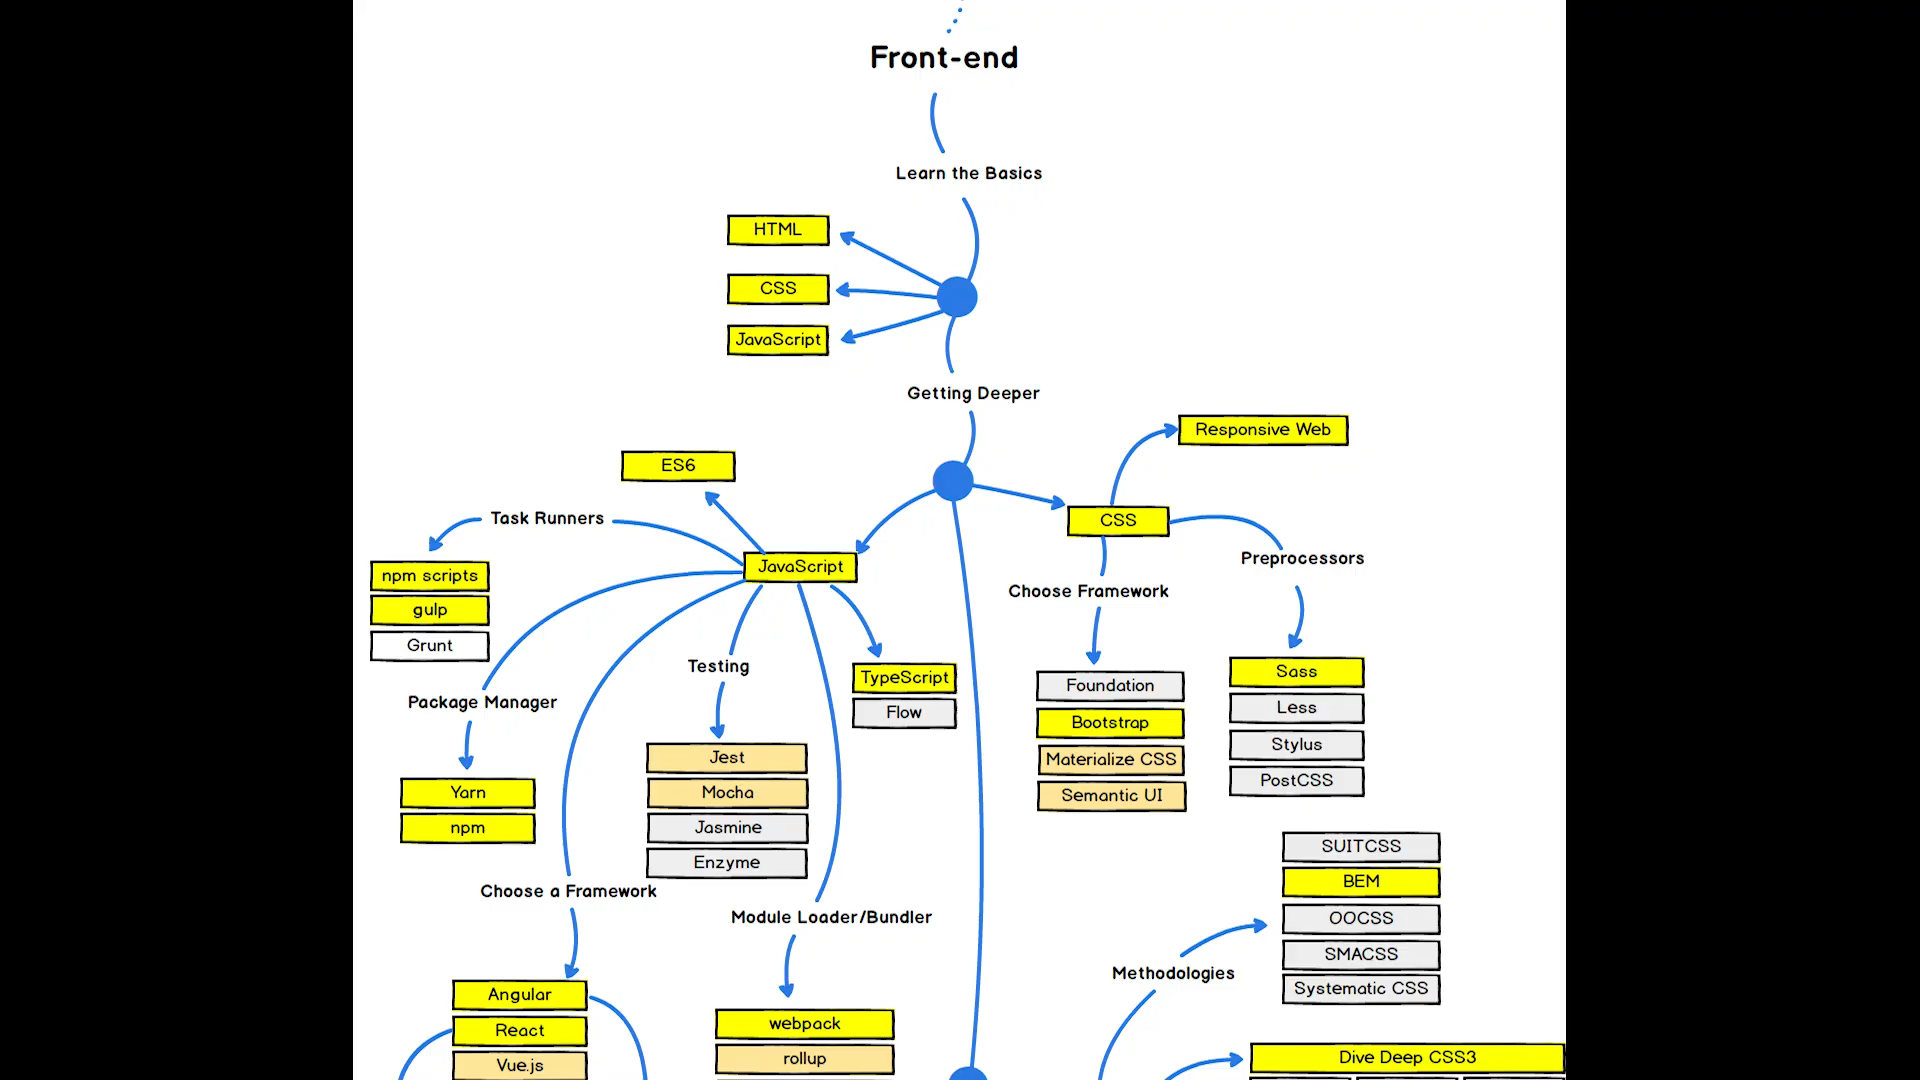 Front-end
Learn the Basics
HTML
CSS
JavaScript
Getting Deeper
Responsive Web
ES6
Task Runners
CSS
Preprocessors
JavaScript
npm scripts
gulp
Grunt
Choose Framework
Testing
TypeScript
Flow
Foundation
Bootstrap
Materialize CSS
Semantic UI
Sass
Less
Stylus
PostCSS
Package Manager
Yarn
npm
Jest
Mocha
Jasmine
Enzyme
SUITCSS
BEM
OOCSS
SMACSS
Systematic CSS
Choose a Framework
Module Loader/Bundler
Methodologies
Angular
React
Vue.js
webpack
rollup
Dive Deep CSS3